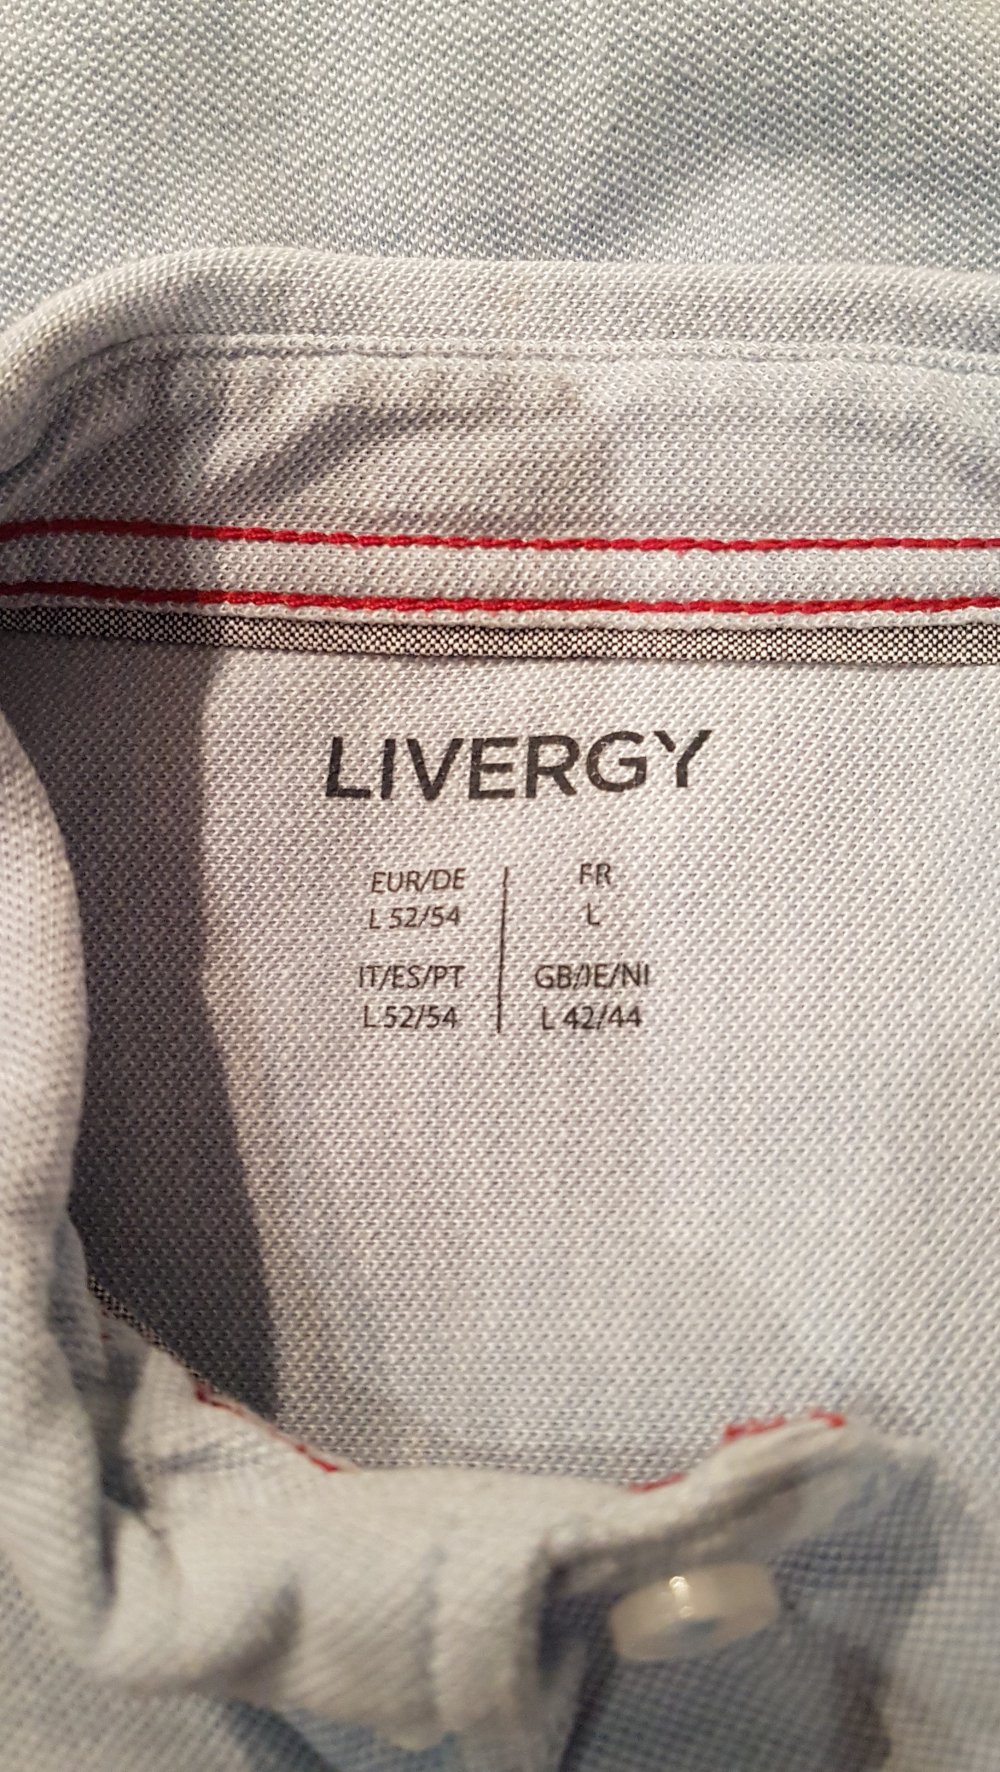 LIVERGY
EUR/DE
L 52/54
FR
L
IT/ES/PT
L 52/54
GB/IE/NI
L 42/44